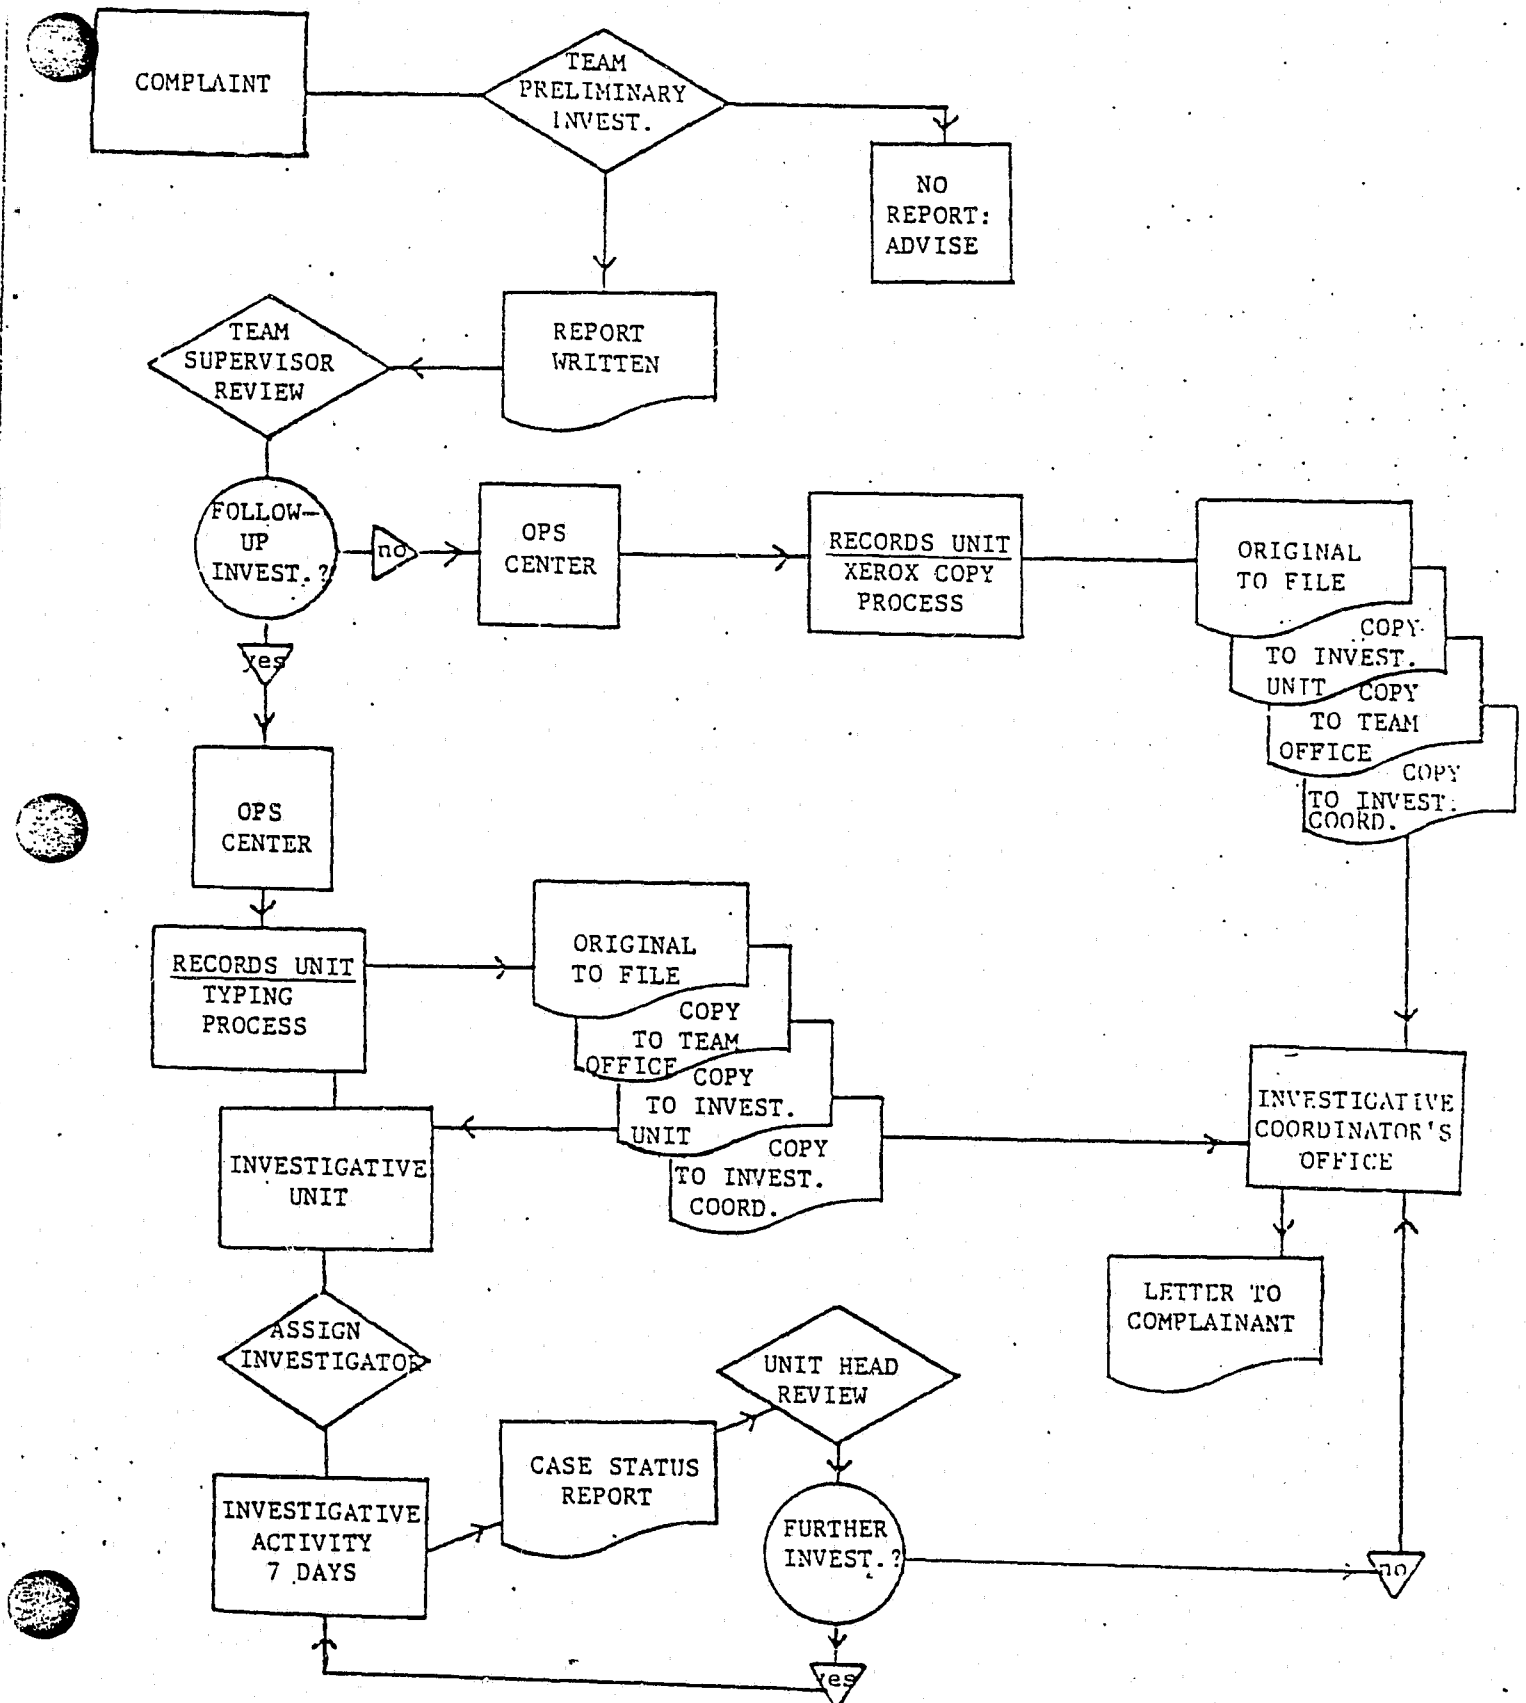 COMPLAINT
TEAM
PRELIMINARY
INVEST.
NO
REPORT:
ADVISE
REPORT
WRITTEN
TEAM
SUPERVISOR
REVIEW
FOLLOW-
UP
INVEST.?
no
OPS
CENTER
RECORDS UNIT
XEROX COPY
PROCESS
ORIGINAL
TO FILE
COPY
TO INVEST.
UNIT
COPY
TO TEAM
OFFICE
COPY
TO INVEST.
COORD.
yes
OPS
CENTER
RECORDS UNIT
TYPING
PROCESS
ORIGINAL
TO FILE
COPY
TO TEAM
OFFICE
COPY
TO INVEST.
UNIT
COPY
TO INVEST.
COORD.
INVESTIGATIVE
COORDINATOR'S
OFFICE
INVESTIGATIVE
UNIT
LETTER TO
COMPLAINANT
ASSIGN
INVESTIGATOR
UNIT HEAD
REVIEW
CASE STATUS
REPORT
INVESTIGATIVE
ACTIVITY
7 DAYS
FURTHER
INVEST.?
no
yes